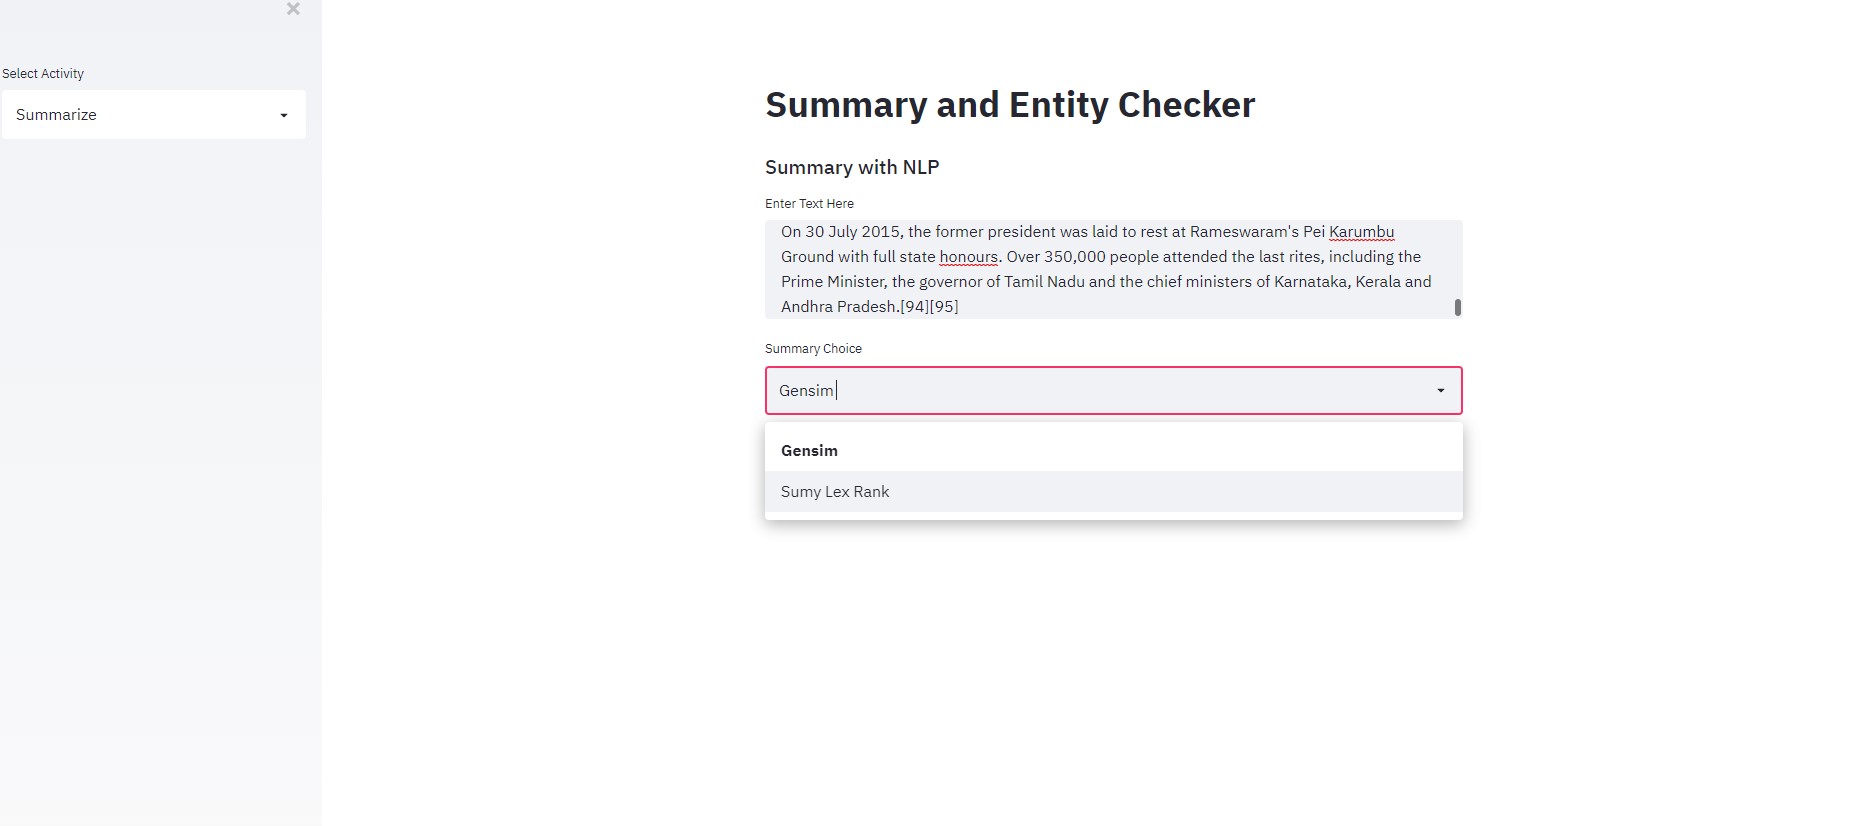 ×
Select Activity
Summarize
Summary and Entity Checker
Summary with NLP
Enter Text Here
On 30 July 2015, the former president was laid to rest at Rameswaram's Pei Karumbu
Ground with full state honours. Over 350,000 people attended the last rites, including the
Prime Minister, the governor of Tamil Nadu and the chief ministers of Karnataka, Kerala and
Andhra Pradesh.[94][95]
Summary Choice
Gensim
Gensim
Sumy Lex Rank